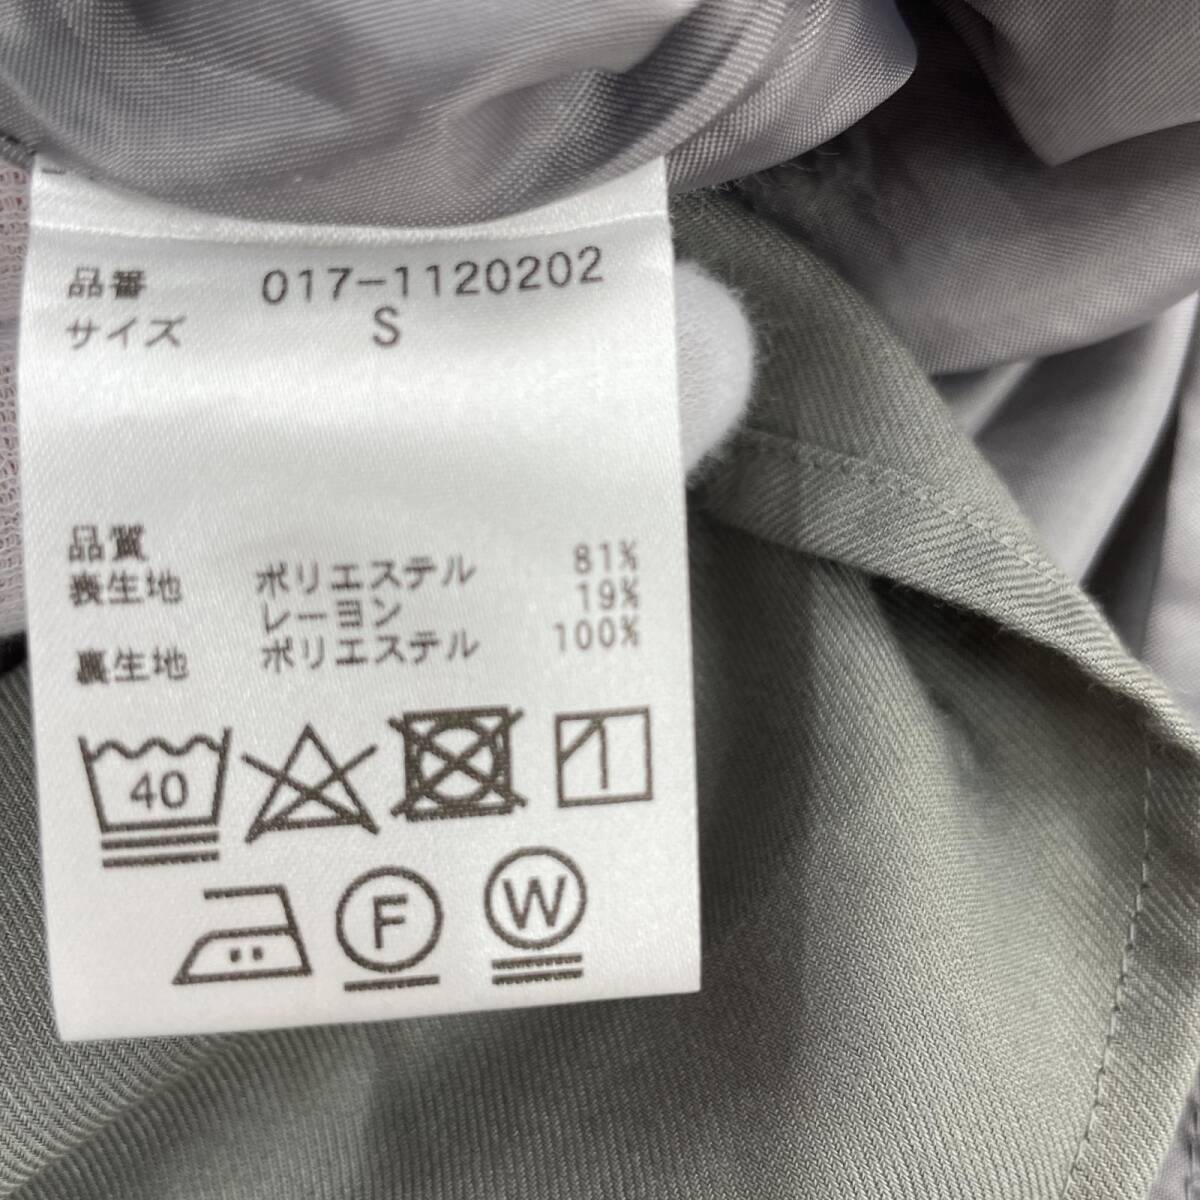 品番 017-1120202
サイズ S
品質
表生地 ポリエステル 81%
レーヨン 19%
裏生地 ポリエステル 100%
40
F
W